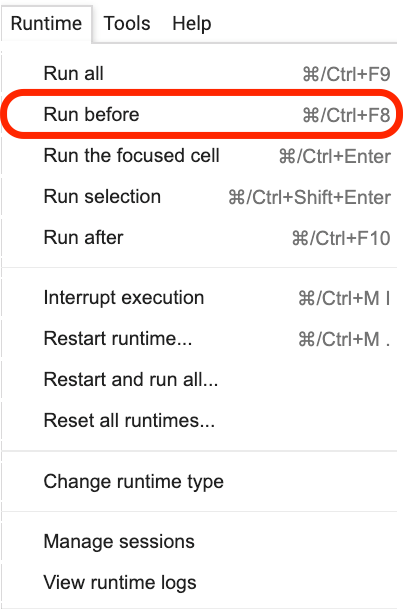 Runtime Tools Help
Run all ⌘/Ctrl+F9
Run before ⌘/Ctrl+F8
Run the focused cell ⌘/Ctrl+Enter
Run selection ⌘/Ctrl+Shift+Enter
Run after ⌘/Ctrl+F10
Interrupt execution ⌘/Ctrl+M I
Restart runtime... ⌘/Ctrl+M .
Restart and run all...
Reset all runtimes...
Change runtime type
Manage sessions
View runtime logs